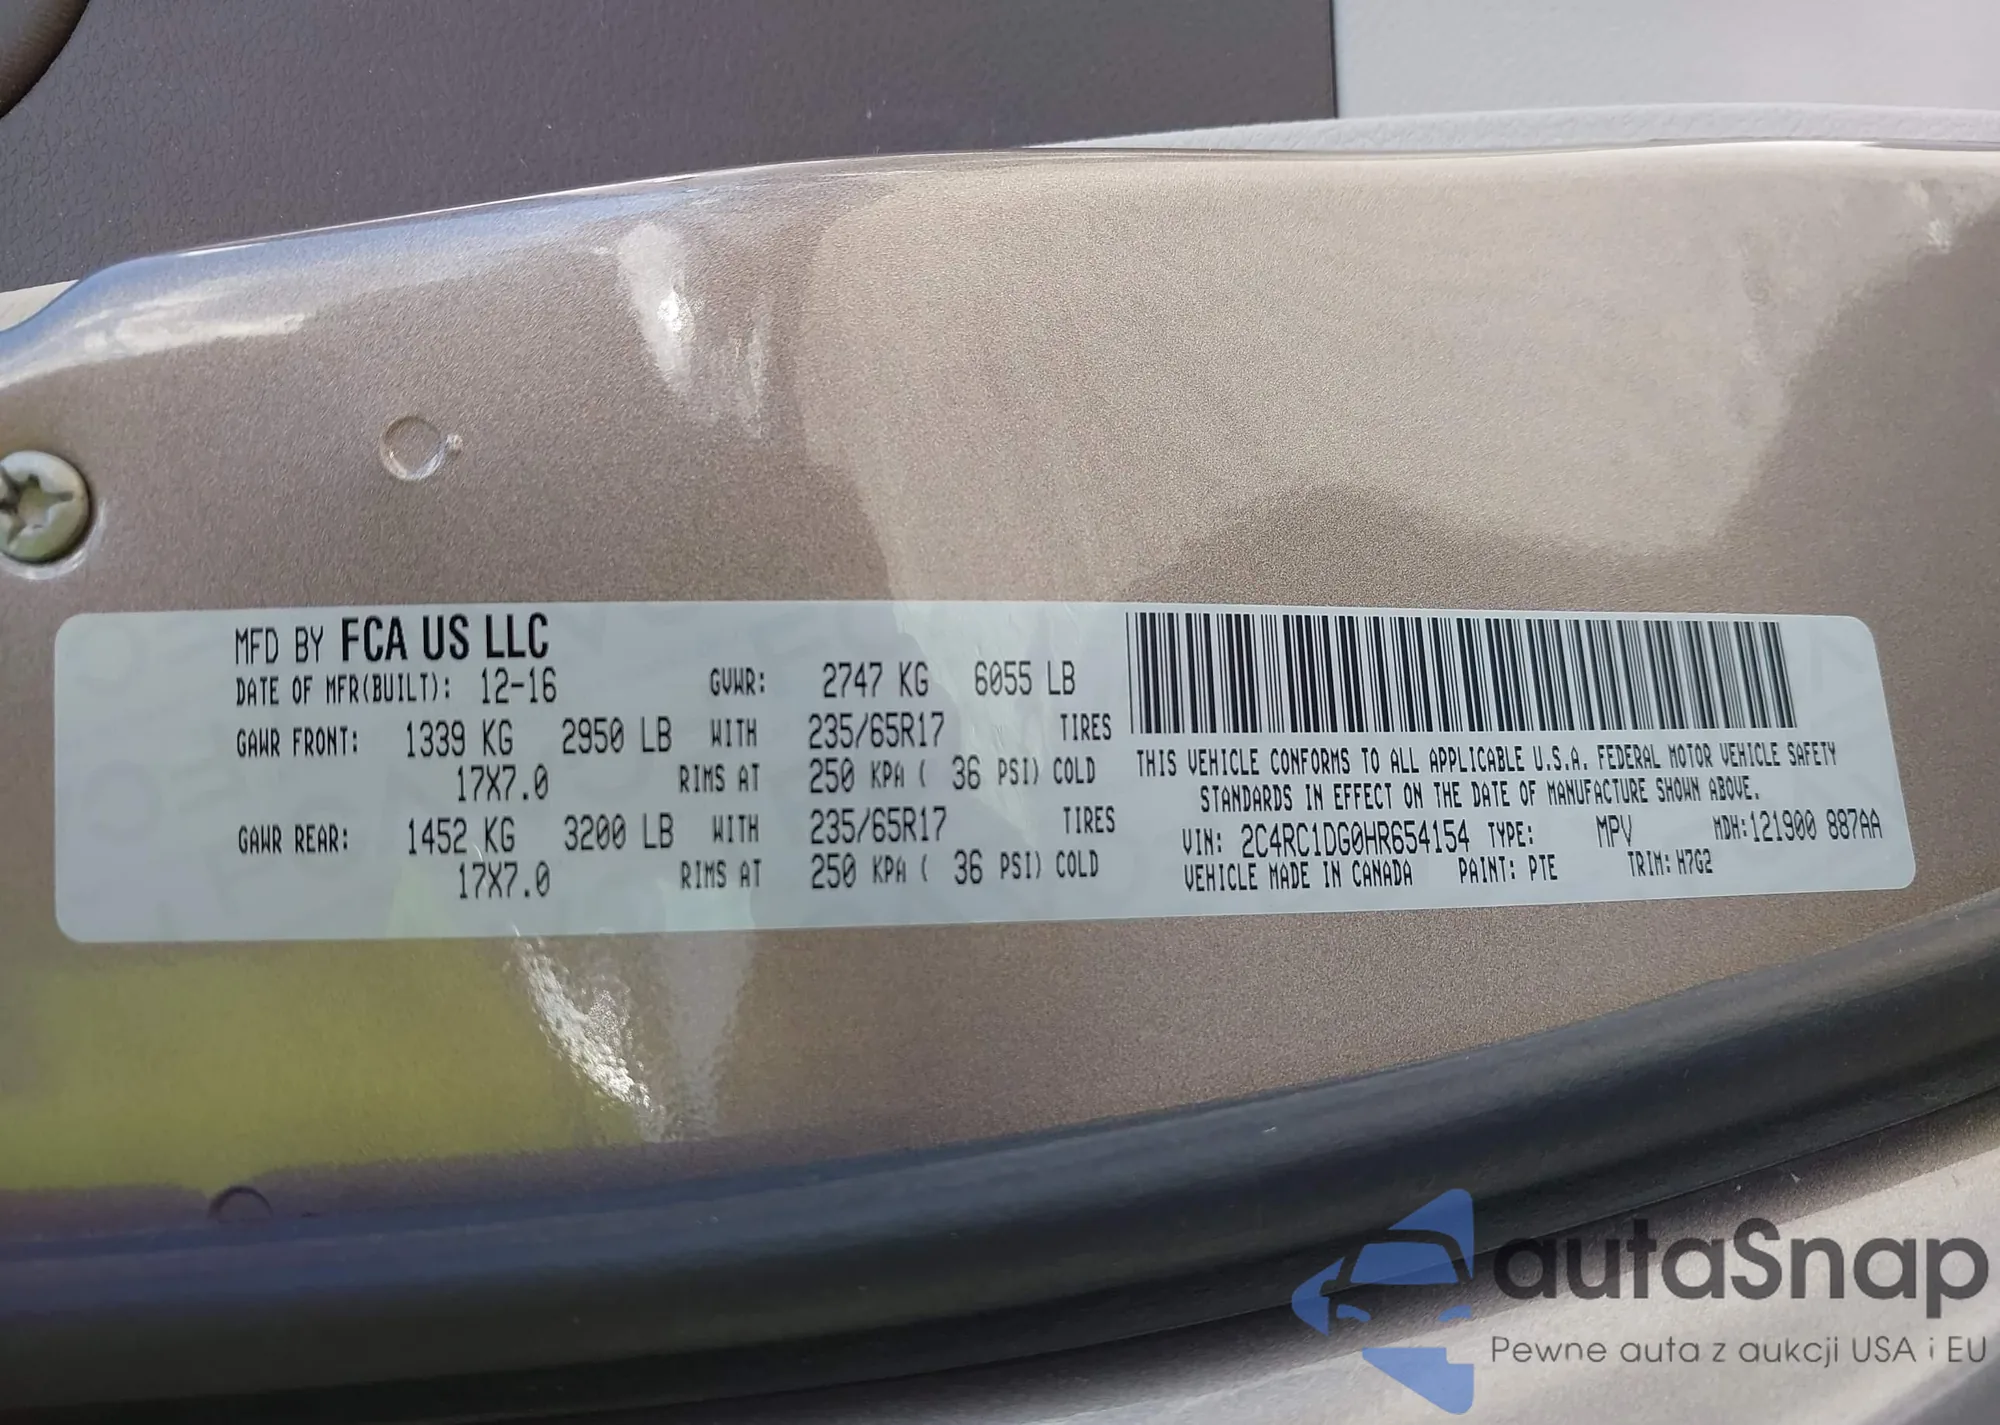 MFD BY FCA US LLC
DATE OF MFR(BUILT): 12-16 GVWR: 2747 KG 6055 LB
GAWR FRONT: 1339 KG 2950 LB WITH 235/65R17 TIRES
17X7.0 RIMS AT 250 KPA ( 36 PSI) COLD
GAWR REAR: 1452 KG 3200 LB WITH 235/65R17 TIRES
17X7.0 RIMS AT 250 KPA ( 36 PSI) COLD
THIS VEHICLE CONFORMS TO ALL APPLICABLE U.S.A. FEDERAL MOTOR VEHICLE SAFETY
STANDARDS IN EFFECT ON THE DATE OF MANUFACTURE SHOWN ABOVE.
VIN: 2C4RC1DG0HR654154 TYPE: MPV MDH:121900 887AA
VEHICLE MADE IN CANADA PAINT: PTE TRIM: H7G2
autaSnap
Pewne auta z aukcji USA i EU